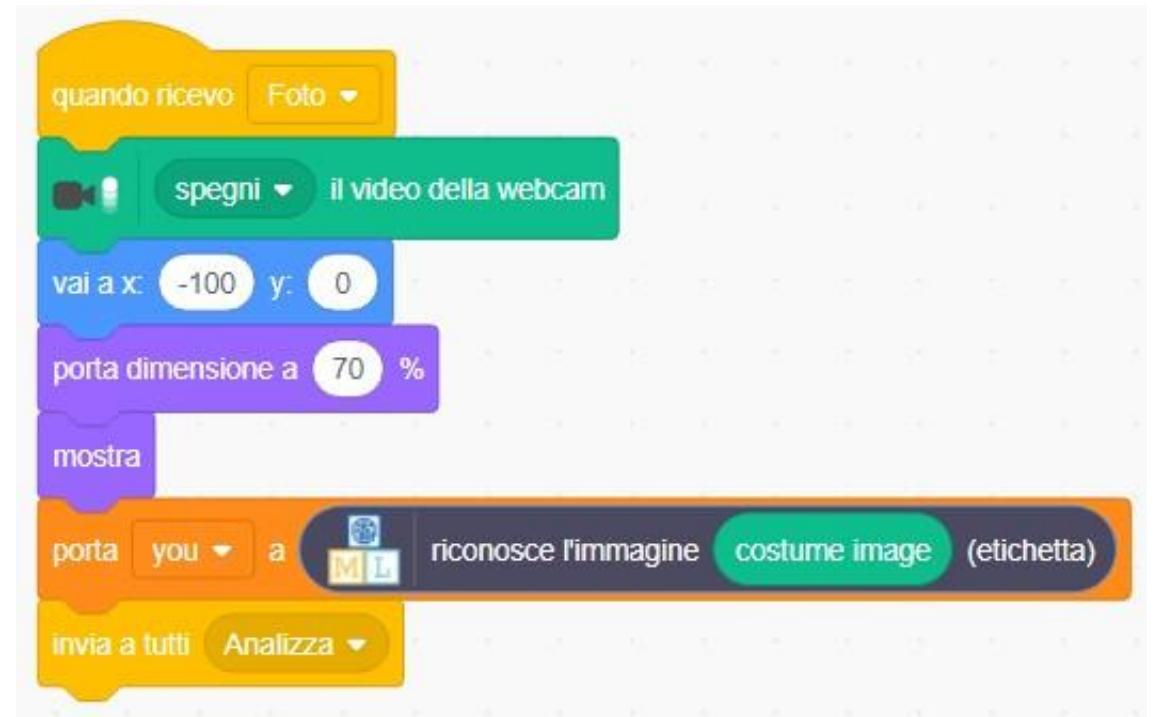 quando ricevo Foto
spegni il video della webcam
vai a x: -100 y: 0
porta dimensione a 70 %
mostra
porta you a ML riconosce l'immagine costume image (etichetta)
invia a tutti Analizza